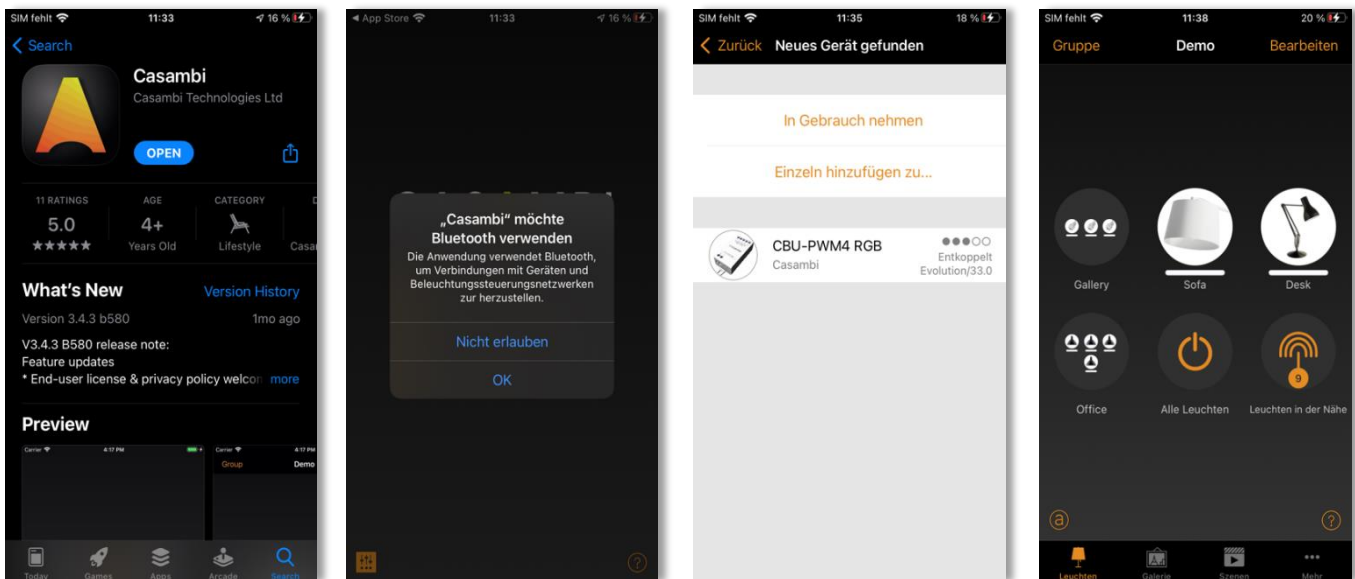 SIM fehlt 11:33 16 %
Search
Casambi
Casambi Technologies Ltd
OPEN
11 RATINGS AGE CATEGORY
5.0 4+
★★★★★ Years Old Lifestyle Casa
What's New Version History
Version 3.4.3 b580 1mo ago
V3.4.3 B580 release note:
Feature updates
* End-user license & privacy policy welcon more
Preview
Carrier 4:17 PM Carrier 4:17 PM
Group Demo
Today Games Apps Arcade Search
App Store 11:33 16 %
„Casambi“ möchte
Bluetooth verwenden
Die Anwendung verwendet Bluetooth,
um Verbindungen mit Geräten und
Beleuchtungssteuerungsnetzwerken
zur herzustellen.
Nicht erlauben
OK
?
SIM fehlt 11:35 18 %
Zurück Neues Gerät gefunden
In Gebrauch nehmen
Einzeln hinzufügen zu...
CBU-PWM4 RGB
Casambi
Entkoppelt
Evolution/33.0
SIM fehlt 11:38 20 %
Gruppe Demo Bearbeiten
Gallery Sofa Desk
9
Office Alle Leuchten Leuchten in der Nähe
a ?
Leuchten Galerie Szenen Mehr